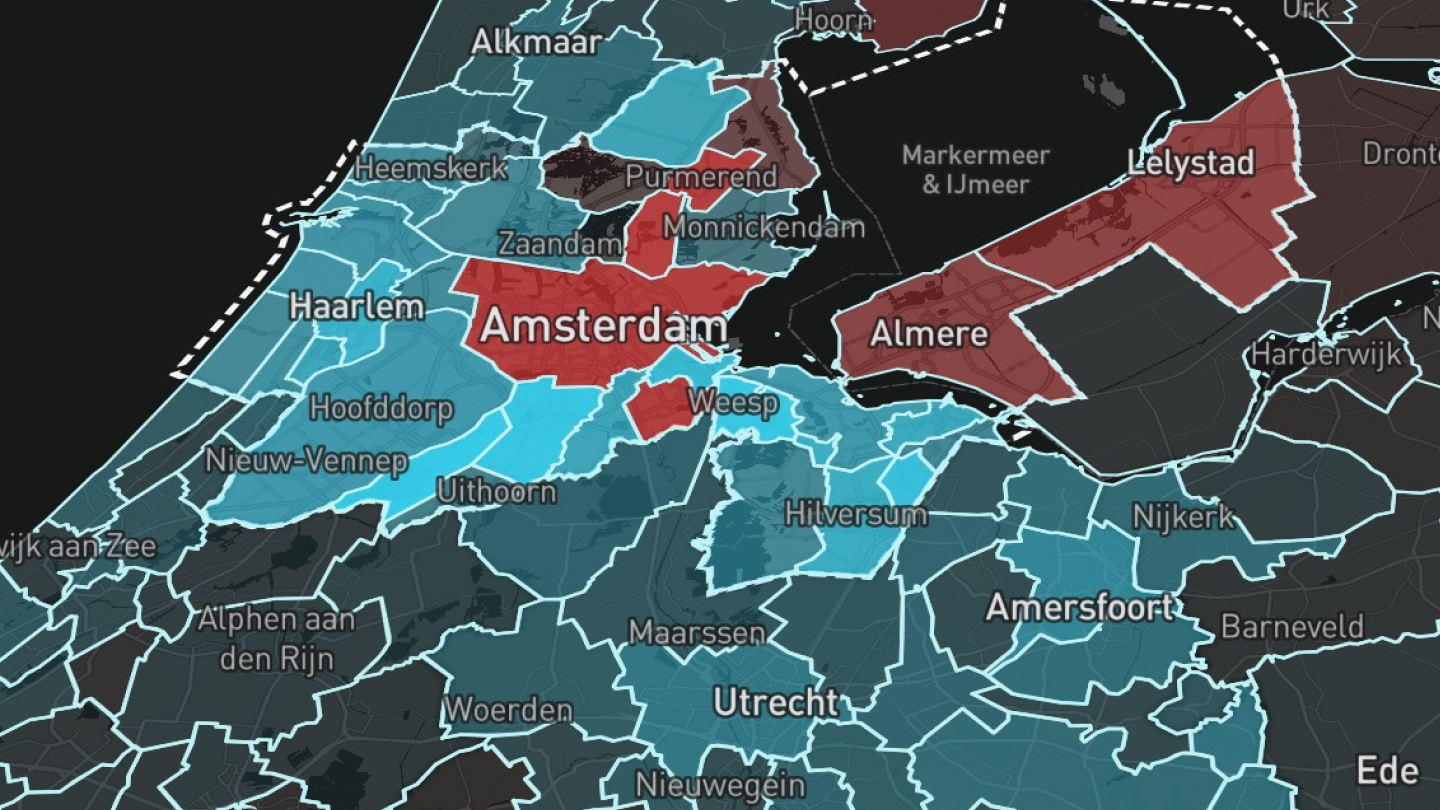 Urk
Hoorn
Alkmaar
Markermeer
& IJmeer
Dront
Lelystad
Heemskerk
Purmerend
Monnickendam
Zaandam
Haarlem
Amsterdam
Almere
N
Harderwijk
Weesp
Hoofddorp
Nieuw-Vennep
Uithoorn
Hilversum
Nijkerk
wijk aan Zee
Amersfoort
Alphen aan
den Rijn
Maarssen
Barneveld
Woerden
Utrecht
Nieuwegein
Ede